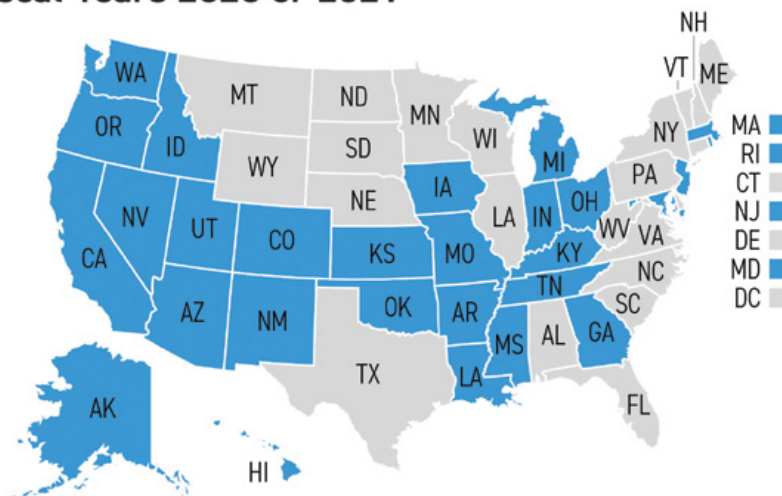 NH
VT
ME
WA
MT
ND
MN
OR
ID
SD
WI
NY
MA
MI
RI
WY
PA
CT
IA
NE
NJ
NV
UT
CO
LA
IN
OH
WV
VA
DE
CA
KS
MO
KY
MD
NC
TN
DC
AZ
NM
OK
AR
SC
MS
AL
GA
TX
LA
AK
FL
HI